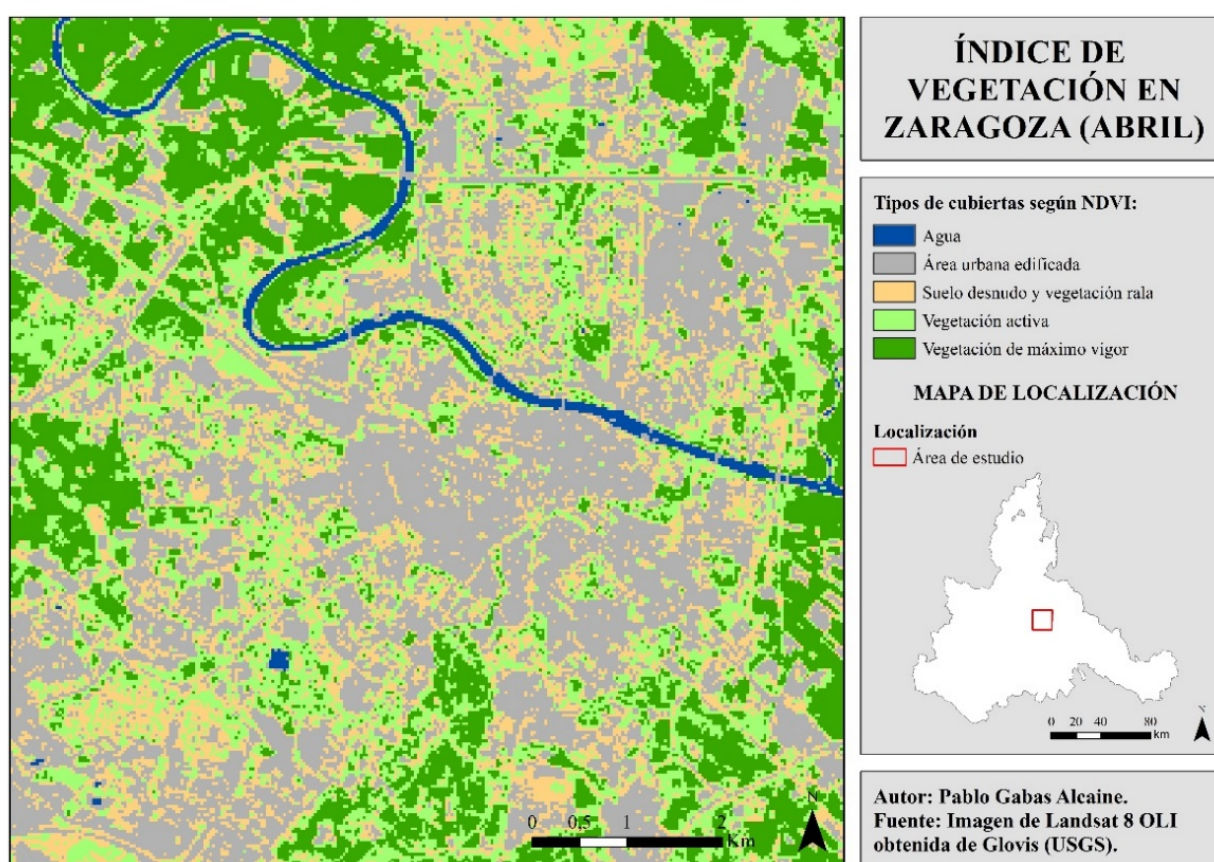 ÍNDICE DE
VEGETACIÓN EN
ZARAGOZA (ABRIL)
Tipos de cubiertas según NDVI:
Agua
Área urbana edificada
Suelo desnudo y vegetación rala
Vegetación activa
Vegetación de máximo vigor
MAPA DE LOCALIZACIÓN
Localización
Área de estudio
N
0 20 40 80
Km
N
0 0,5 1 2
Km
Autor: Pablo Gabas Alcaine.
Fuente: Imagen de Landsat 8 OLI
obtenida de Glovis (USGS).